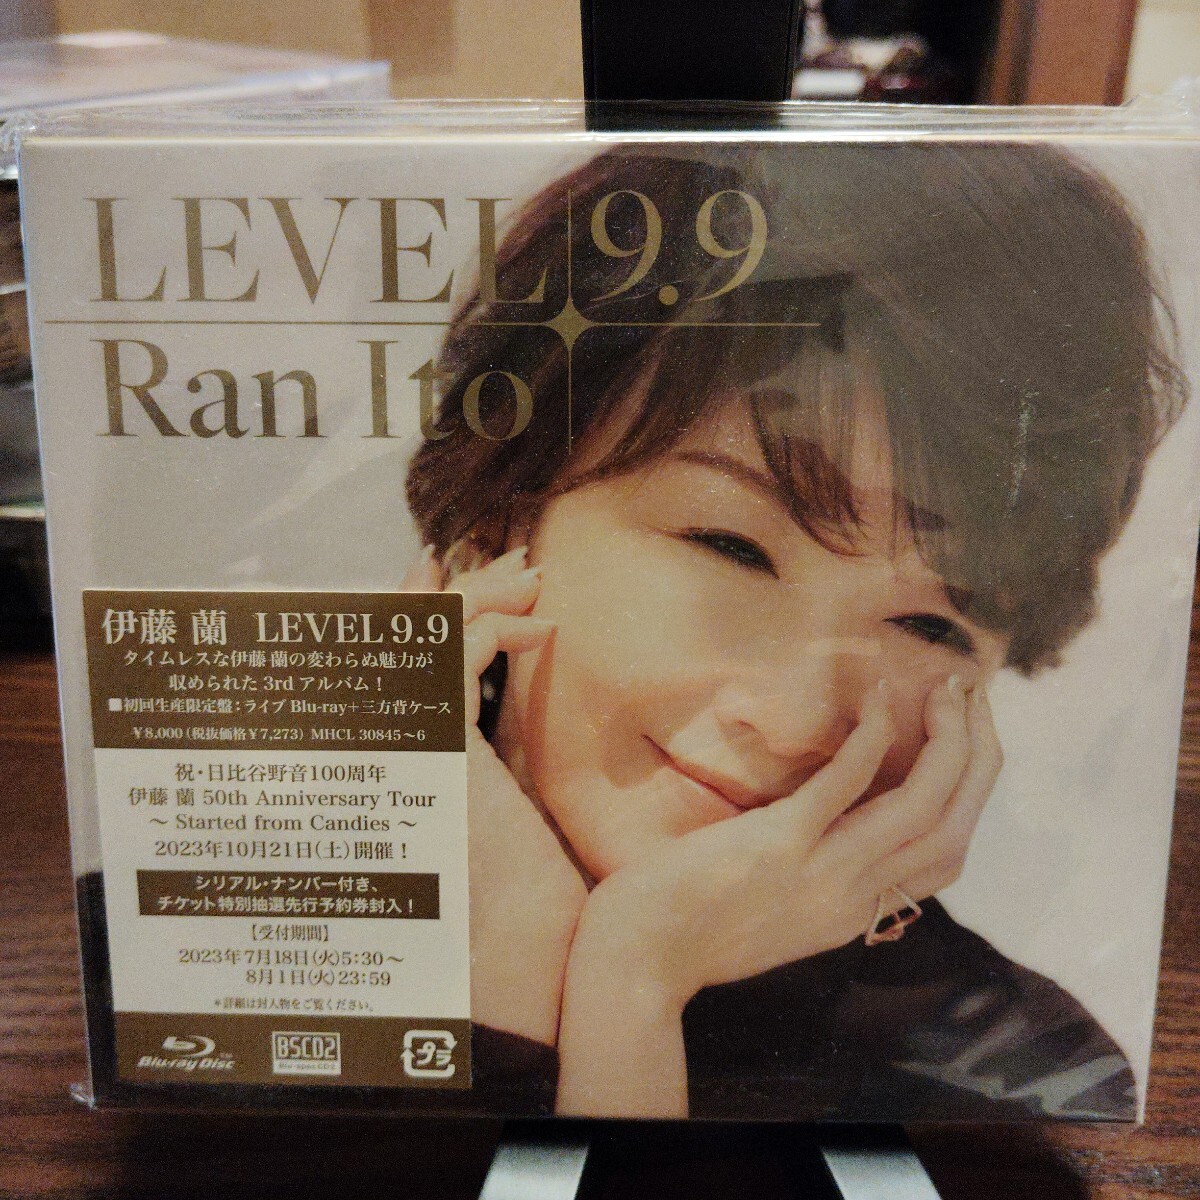 LEVEL 9.9
Ran Ito
伊藤 蘭 LEVEL 9.9
タイムレスな伊藤 蘭の変わらぬ魅力が
収められた 3rd アルバム！
■初回生産限定盤：ライブ Blu-ray＋三方背ケース
￥8,000（税抜価格￥7,273）MHCL 30845～6
祝・日比谷野音100周年
伊藤 蘭 50th Anniversary Tour
～ Started from Candies ～
2023年10月21日（土）開催！
シリアル・ナンバー付き、
チケット特別抽選先行予約券封入！
【受付期間】
2023年7月18日（火）5：30～
8月1日（火）23：59
＊詳細は封入物をご覧ください。
Blu-ray Disc
BSCD2
Blu-spec CD2
プラ